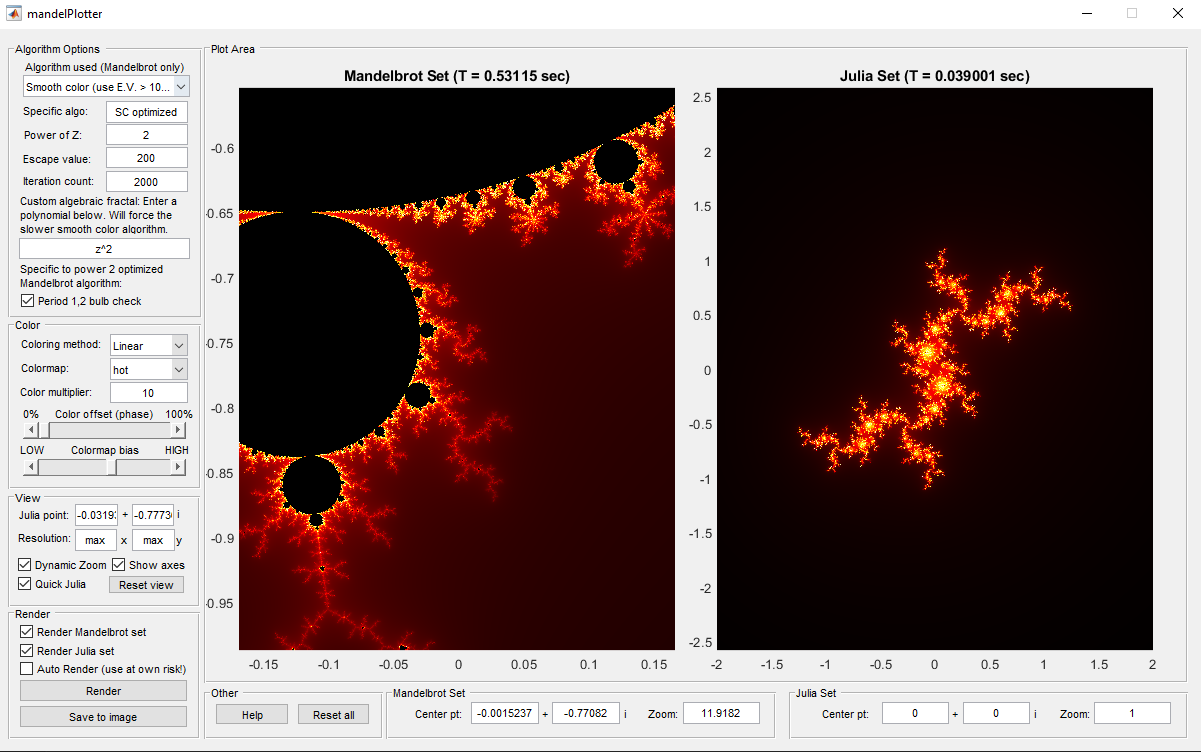 mandelPlotter
Algorithm Options
Algorithm used (Mandelbrot only)
Smooth color (use E.V. > 10...
Specific algo: SC optimized
Power of Z: 2
Escape value: 200
Iteration count: 2000
Custom algebraic fractal: Enter a
polynomial below. Will force the
slower smooth color algorithm.
z^2
Specific to power 2 optimized
Mandelbrot algorithm:
Period 1,2 bulb check
Color
Coloring method: Linear
Colormap: hot
Color multiplier: 10
0% Color offset (phase) 100%
LOW Colormap bias HIGH
View
Julia point: -0.0319 + -0.7773 i
Resolution: max x max y
Dynamic Zoom Show axes
Quick Julia Reset view
Render
Render Mandelbrot set
Render Julia set
Auto Render (use at own risk!)
Render
Save to image
Plot Area
Mandelbrot Set (T = 0.53115 sec)
-0.6
-0.65
-0.7
-0.75
-0.8
-0.85
-0.9
-0.95
-0.15 -0.1 -0.05 0 0.05 0.1 0.15
Julia Set (T = 0.039001 sec)
2.5
2
1.5
1
0.5
0
-0.5
-1
-1.5
-2
-2.5
-2 -1.5 -1 -0.5 0 0.5 1 1.5 2
Other
Help Reset all
Mandelbrot Set
Center pt: -0.0015237 + -0.77082 i Zoom: 11.9182
Julia Set
Center pt: 0 + 0 i Zoom: 1